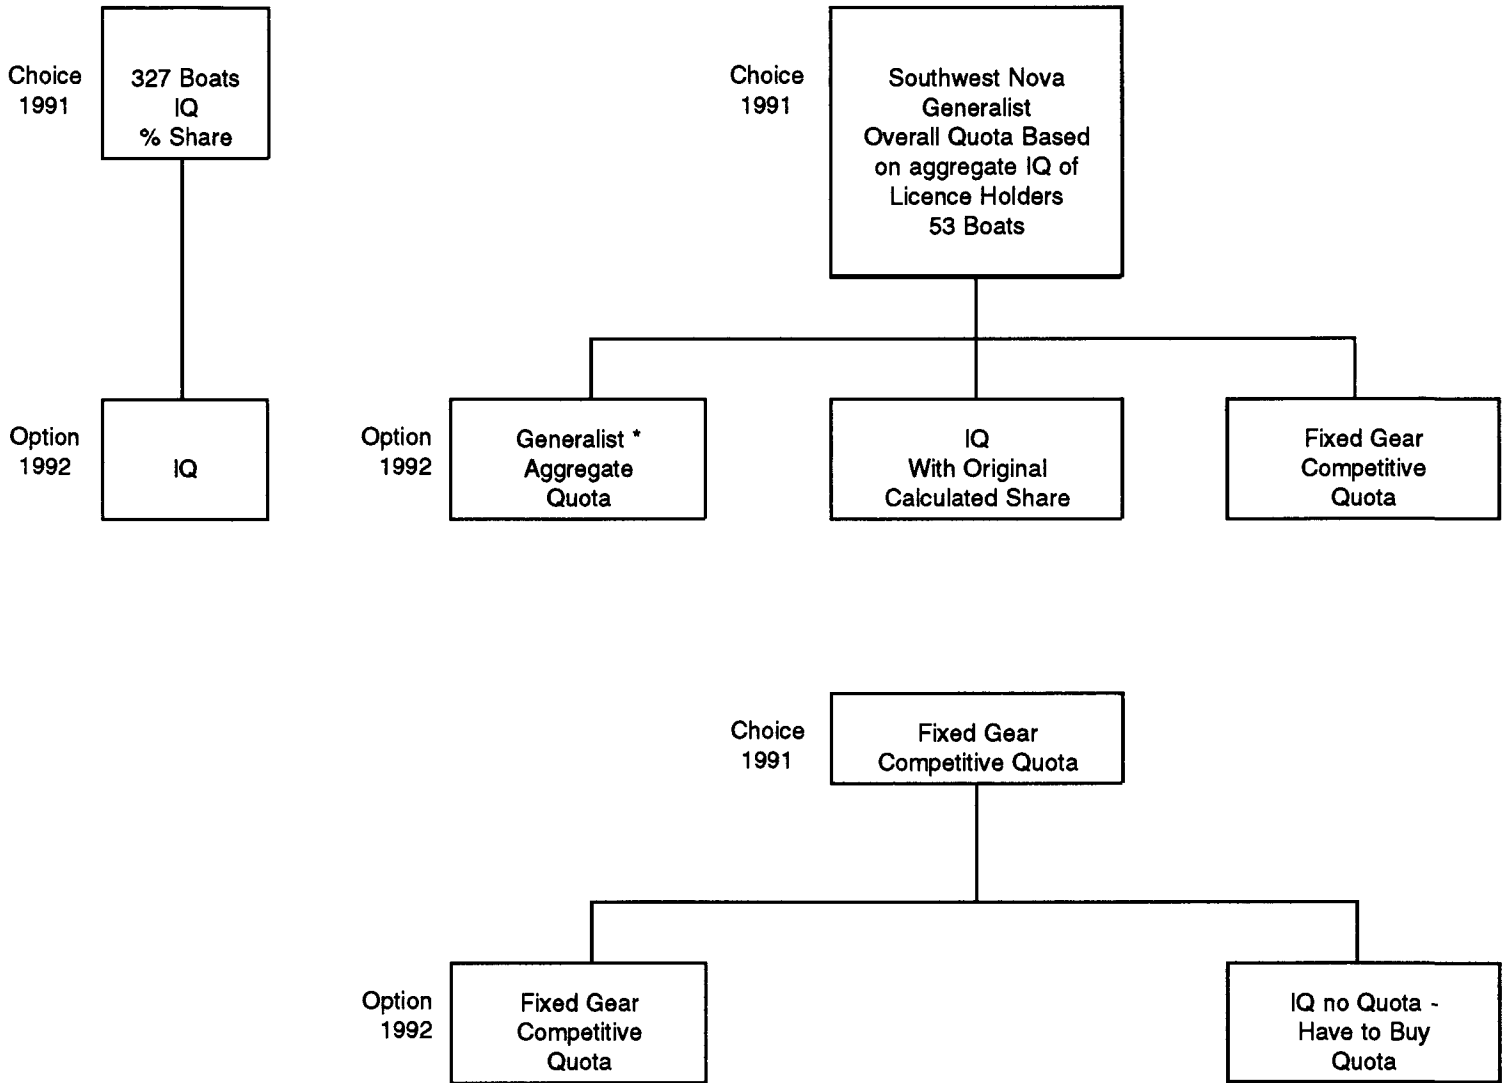 Choice
1991
327 Boats
IQ
% Share
Option
1992
IQ
Choice
1991
Southwest Nova
Generalist
Overall Quota Based
on aggregate IQ of
Licence Holders
53 Boats
Option
1992
Generalist *
Aggregate
Quota
IQ
With Original
Calculated Share
Fixed Gear
Competitive
Quota
Choice
1991
Fixed Gear
Competitive Quota
Option
1992
Fixed Gear
Competitive
Quota
IQ no Quota -
Have to Buy
Quota